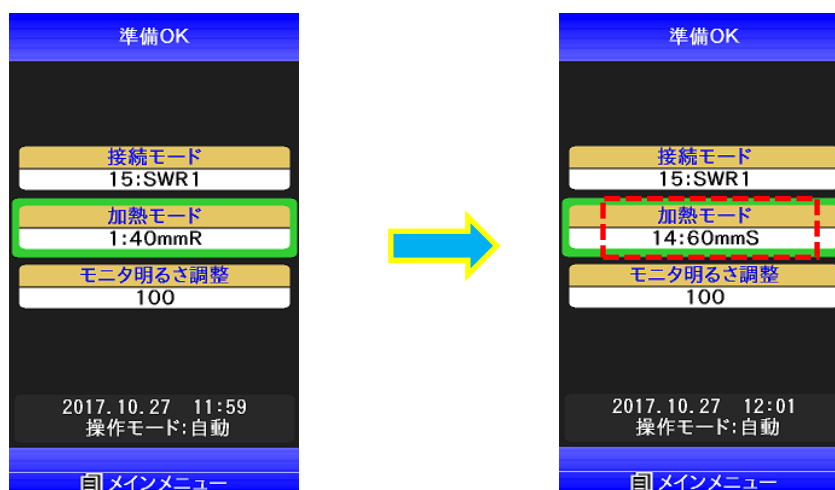 準備OK
接続モード
15:SWR1
加熱モード
1:40mmR
モニタ明るさ調整
100
2017.10.27 11:59
操作モード:自動
メインメニュー
準備OK
接続モード
15:SWR1
加熱モード
14:60mmS
モニタ明るさ調整
100
2017.10.27 12:01
操作モード:自動
メインメニュー